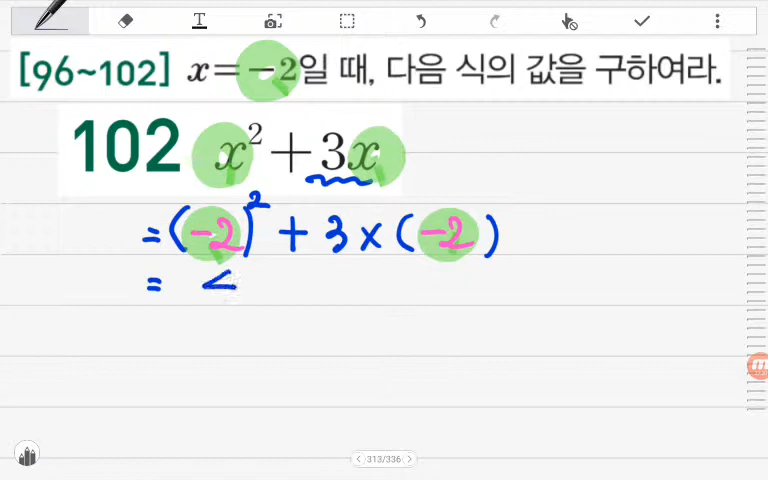 [96~102] x=-2일 때, 다음 식의 값을 구하여라.
102 x²+3x
=(-2)²+3×(-2)
=
313/336